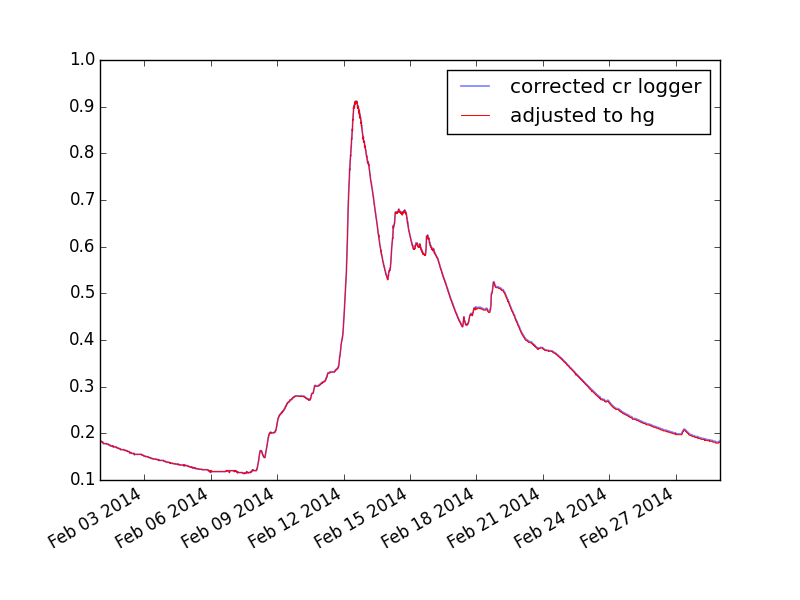 1.0
0.9
0.8
0.7
0.6
0.5
0.4
0.3
0.2
0.1
corrected cr logger
adjusted to hg
Feb 03 2014
Feb 06 2014
Feb 09 2014
Feb 12 2014
Feb 15 2014
Feb 18 2014
Feb 21 2014
Feb 24 2014
Feb 27 2014